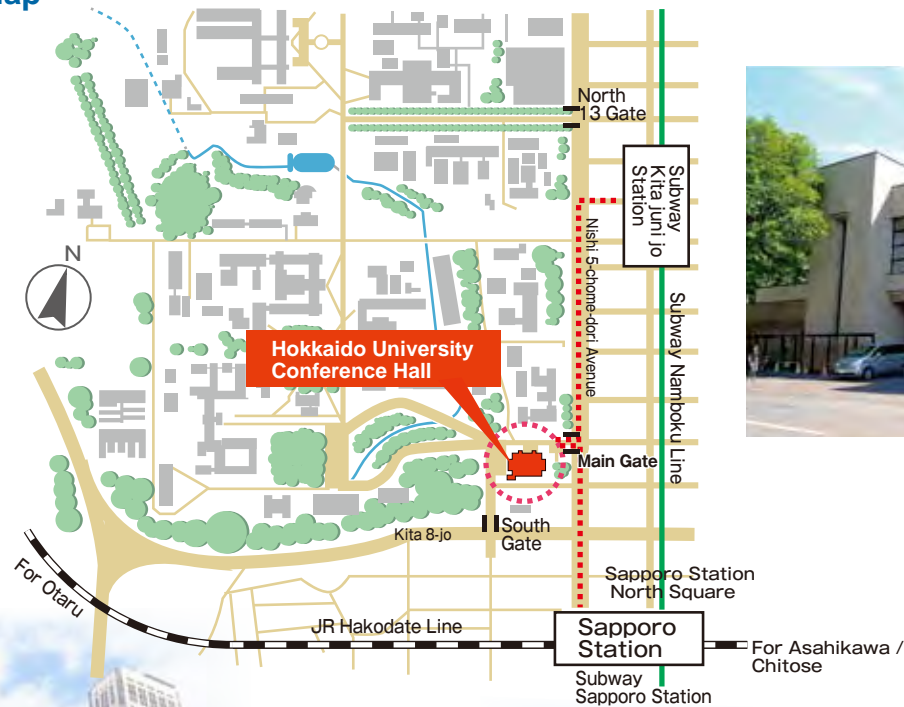 North
13 Gate
Subway
Kita juni jo
Station
N
Nishi 5-chome-dori Avenue
Subway Namboku Line
Hokkaido University
Conference Hall
Main Gate
South
Gate
Kita 8-jo
For Otaru
Sapporo Station
North Square
JR Hakodate Line
Sapporo
Station
For Asahikawa /
Chitose
Subway
Sapporo Station